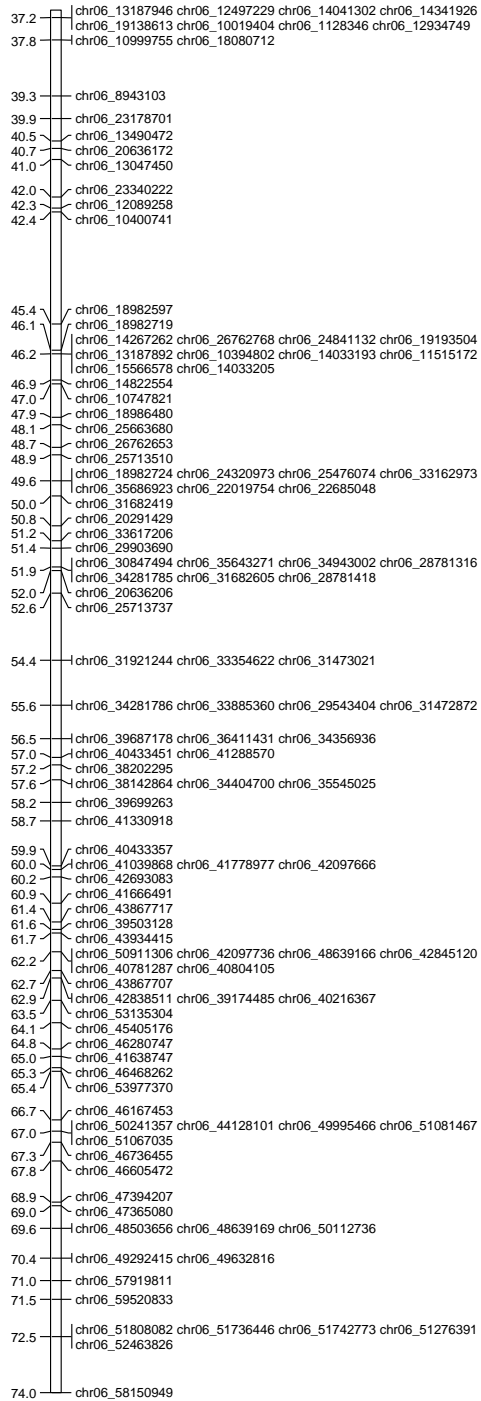 37.2 chr06_13187946 chr06_12497229 chr06_14041302 chr06_14341926
chr06_19138613 chr06_10019404 chr06_1128346 chr06_12934749
37.8 chr06_10999755 chr06_18080712
39.3 chr06_8943103
39.9 chr06_23178701
40.5 chr06_13490472
40.7 chr06_20636172
41.0 chr06_13047450
42.0 chr06_23340222
42.3 chr06_12089258
42.4 chr06_10400741
45.4 chr06_18982597
46.1 chr06_18982719
chr06_14267262 chr06_26762768 chr06_24841132 chr06_19193504
46.2 chr06_13187892 chr06_10394802 chr06_14033193 chr06_11515172
chr06_15566578 chr06_14033205
46.9 chr06_14822554
47.0 chr06_10747821
47.9 chr06_18986480
48.1 chr06_25663680
48.7 chr06_26762653
48.9 chr06_25713510
49.6 chr06_18982724 chr06_24320973 chr06_25476074 chr06_33162973
chr06_35686923 chr06_22019754 chr06_22685048
50.0 chr06_31682419
50.8 chr06_20291429
51.2 chr06_33617206
51.4 chr06_29903690
51.9 chr06_30847494 chr06_35643271 chr06_34943002 chr06_28781316
chr06_34281785 chr06_31682605 chr06_28781418
52.0 chr06_20636206
52.6 chr06_25713737
54.4 chr06_31921244 chr06_33354622 chr06_31473021
55.6 chr06_34281786 chr06_33885360 chr06_29543404 chr06_31472872
56.5 chr06_39687178 chr06_36411431 chr06_34356936
57.0 chr06_40433451 chr06_41288570
57.2 chr06_38202295
57.6 chr06_38142864 chr06_34404700 chr06_35545025
58.2 chr06_39699263
58.7 chr06_41330918
59.9 chr06_40433357
60.0 chr06_41039868 chr06_41778977 chr06_42097666
60.2 chr06_42693083
60.9 chr06_41666491
61.4 chr06_43867717
61.6 chr06_39503128
61.7 chr06_43934415
62.2 chr06_50911306 chr06_42097736 chr06_48639166 chr06_42845120
chr06_40781287 chr06_40804105
62.7 chr06_43867707
62.9 chr06_42838511 chr06_39174485 chr06_40216367
63.5 chr06_53135304
64.1 chr06_45405176
64.8 chr06_46280747
65.0 chr06_41638747
65.3 chr06_46468262
65.4 chr06_53977370
66.7 chr06_46167453
67.0 chr06_50241357 chr06_44128101 chr06_49995466 chr06_51081467
chr06_51067035
67.3 chr06_46736455
67.8 chr06_46605472
68.9 chr06_47394207
69.0 chr06_47365080
69.6 chr06_48503656 chr06_48639169 chr06_50112736
70.4 chr06_49292415 chr06_49632816
71.0 chr06_57919811
71.5 chr06_59520833
72.5 chr06_51808082 chr06_51736446 chr06_51742773 chr06_51276391
chr06_52463826
74.0 chr06_58150949